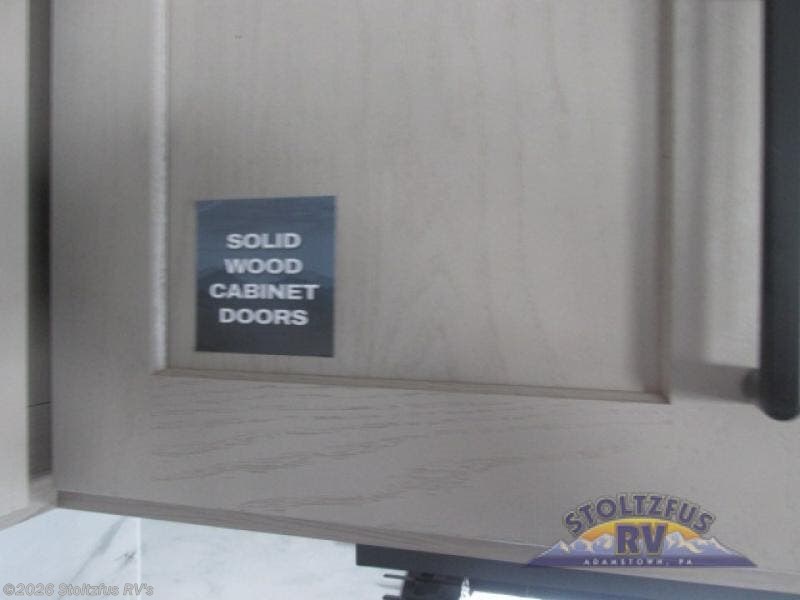 SOLID
WOOD
CABINET
DOORS
STOLTZFUS
RV
ADAMSTOWN, PA
©2026 Stoltzfus RV's